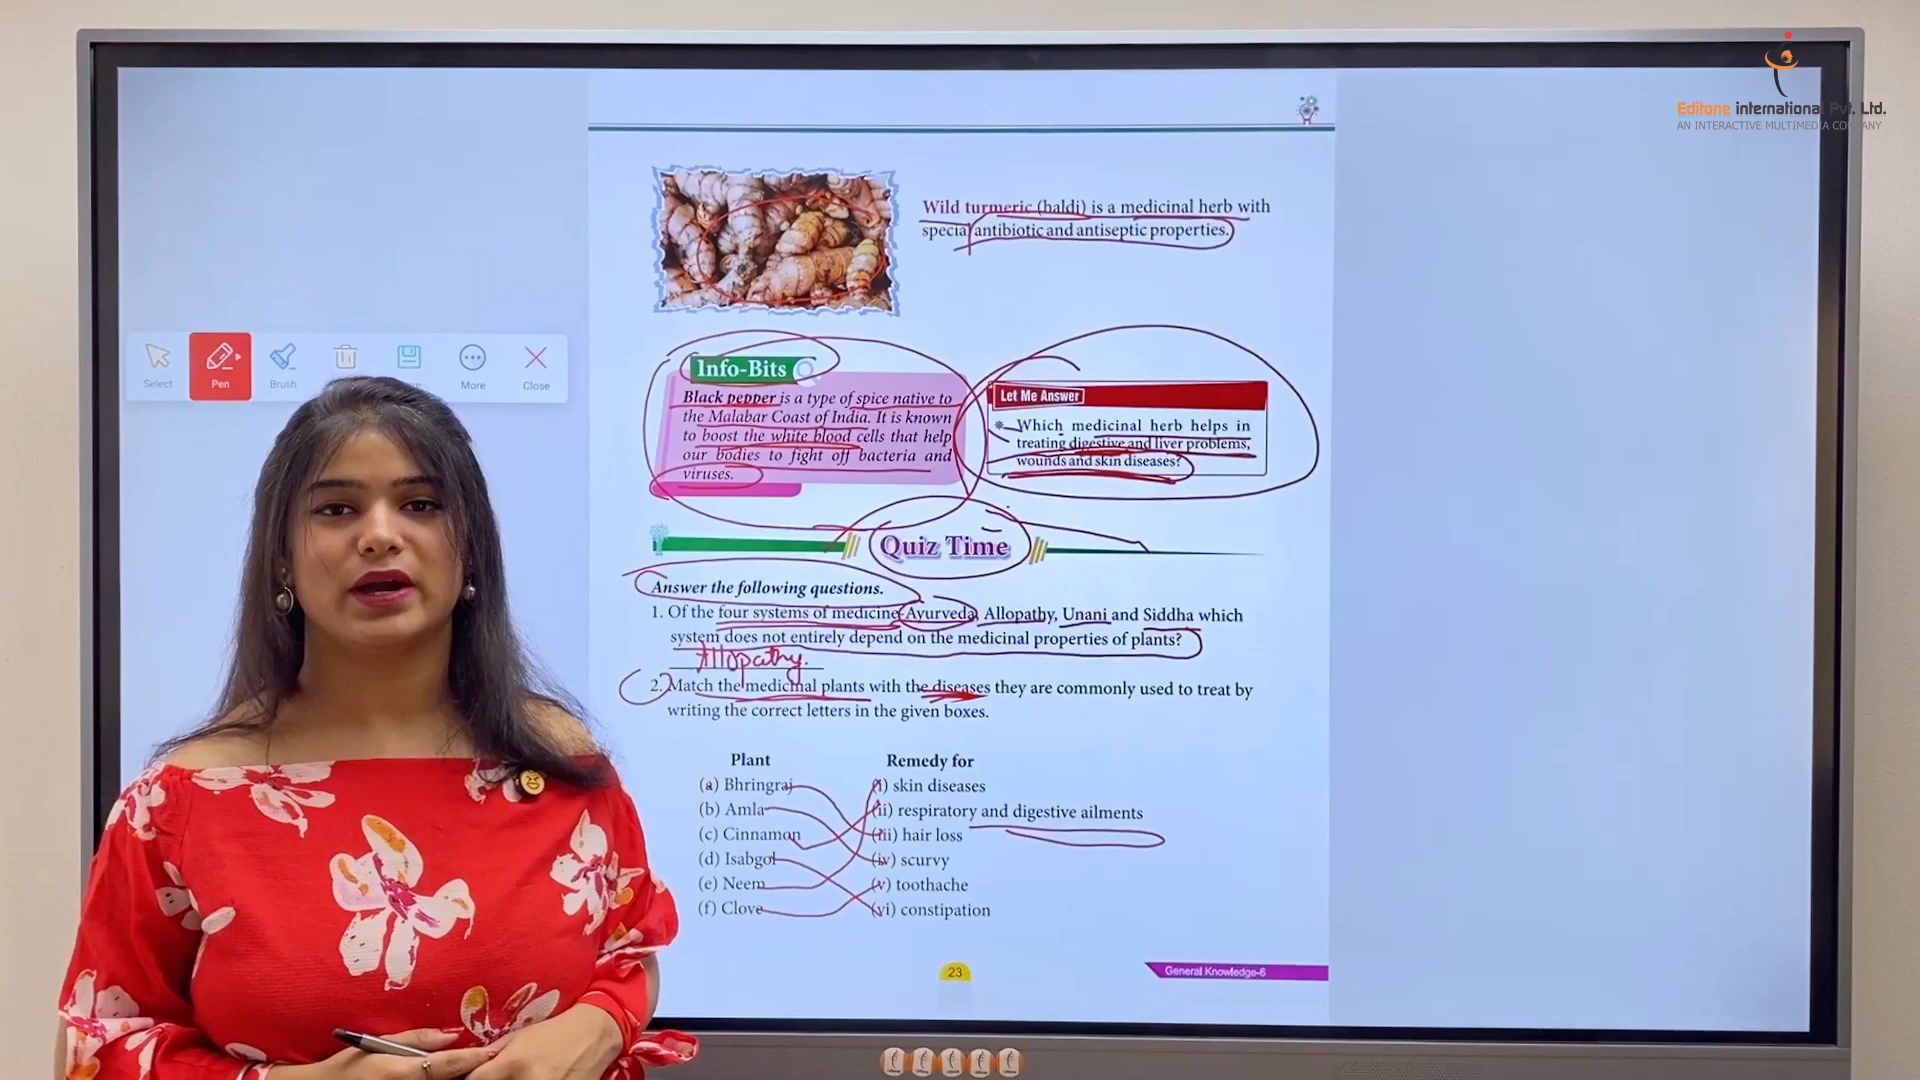 Editone international Pvt. Ltd.
AN INTERACTIVE MULTIMEDIA COMPANY
Wild turmeric (haldi) is a medicinal herb with
special antibiotic and antiseptic properties.
Select
Pen
Brush
More
Close
Info-Bits
Black pepper is a type of spice native to
the Malabar Coast of India. It is known
to boost the white blood cells that help
our bodies to fight off bacteria and
viruses.
Let Me Answer
Which medicinal herb helps in
treating digestive and liver problems,
wounds and skin diseases?
Quiz Time
Answer the following questions.
1. Of the four systems of medicine-Ayurveda, Allopathy, Unani and Siddha which
system does not entirely depend on the medicinal properties of plants?
Allopathy.
2. Match the medicinal plants with the diseases they are commonly used to treat by
writing the correct letters in the given boxes.
Plant Remedy for
(a) Bhringraj (i) skin diseases
(b) Amla (ii) respiratory and digestive ailments
(c) Cinnamon (iii) hair loss
(d) Isabgol (iv) scurvy
(e) Neem (v) toothache
(f) Clove (vi) constipation
23
General Knowledge-6